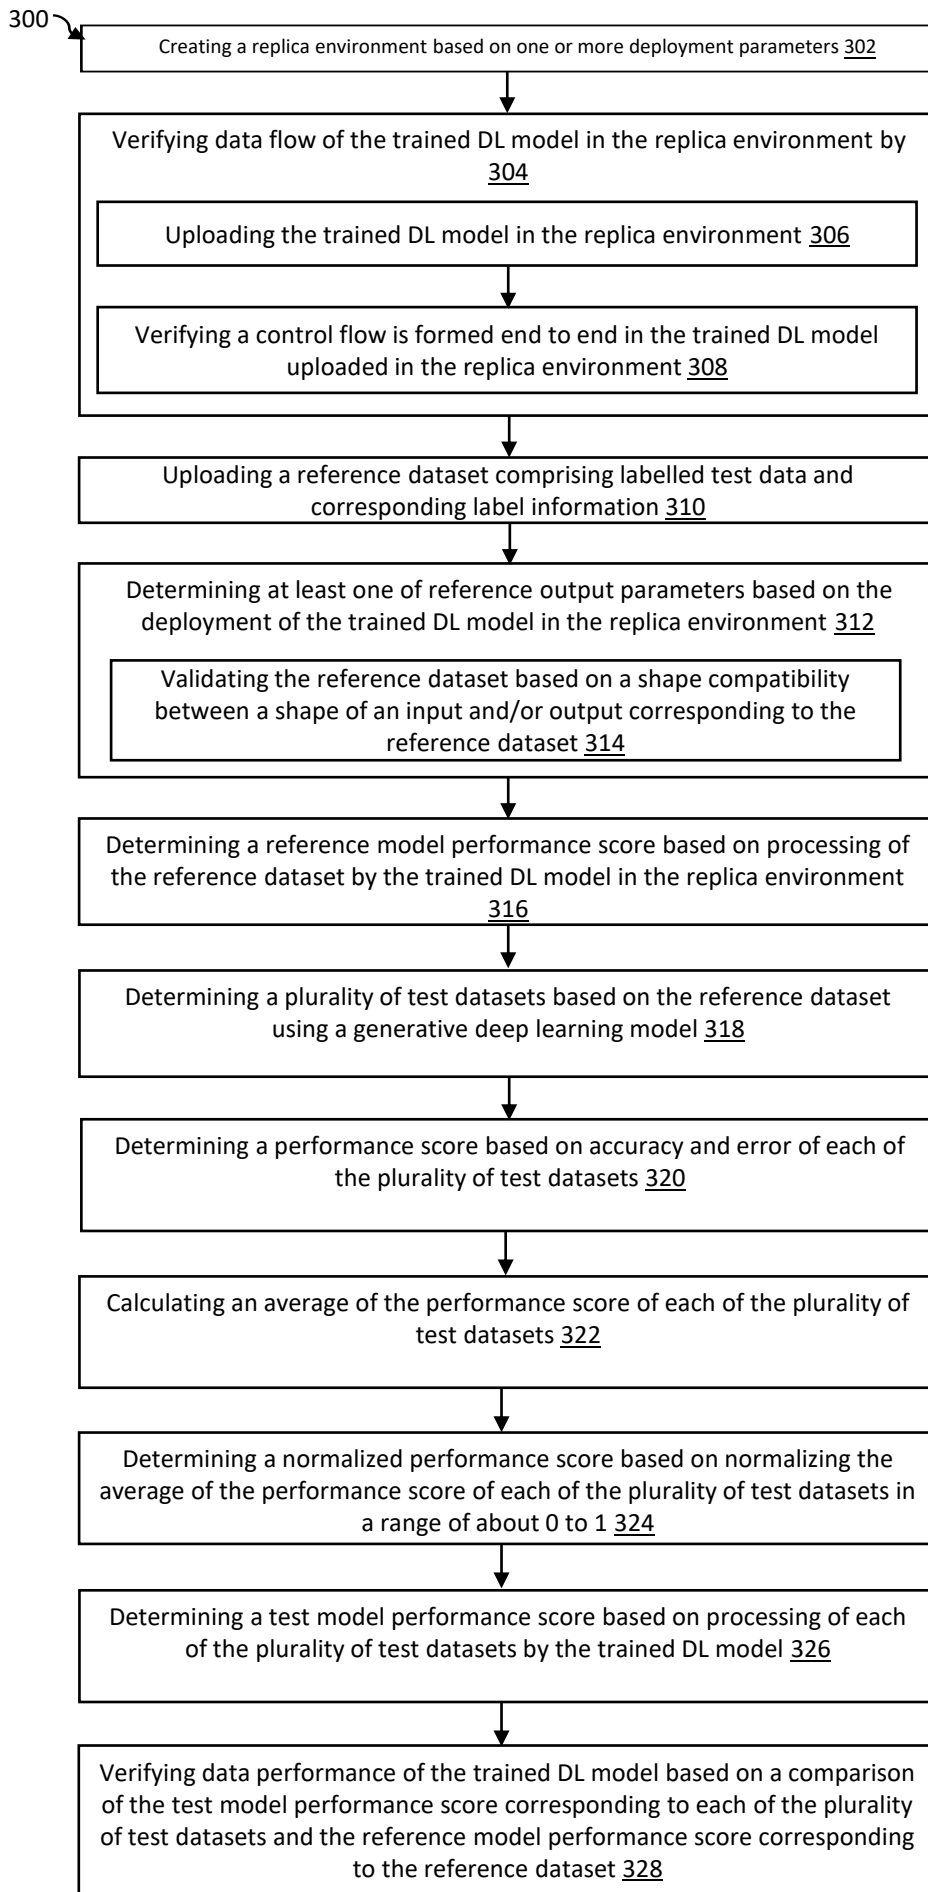 300
Creating a replica environment based on one or more deployment parameters 302
Verifying data flow of the trained DL model in the replica environment by
304
Uploading the trained DL model in the replica environment 306
Verifying a control flow is formed end to end in the trained DL model
uploaded in the replica environment 308
Uploading a reference dataset comprising labelled test data and
corresponding label information 310
Determining at least one of reference output parameters based on the
deployment of the trained DL model in the replica environment 312
Validating the reference dataset based on a shape compatibility
between a shape of an input and/or output corresponding to the
reference dataset 314
Determining a reference model performance score based on processing of
the reference dataset by the trained DL model in the replica environment
316
Determining a plurality of test datasets based on the reference dataset
using a generative deep learning model 318
Determining a performance score based on accuracy and error of each of
the plurality of test datasets 320
Calculating an average of the performance score of each of the plurality of
test datasets 322
Determining a normalized performance score based on normalizing the
average of the performance score of each of the plurality of test datasets in
a range of about 0 to 1 324
Determining a test model performance score based on processing of each
of the plurality of test datasets by the trained DL model 326
Verifying data performance of the trained DL model based on a comparison
of the test model performance score corresponding to each of the plurality
of test datasets and the reference model performance score corresponding
to the reference dataset 328